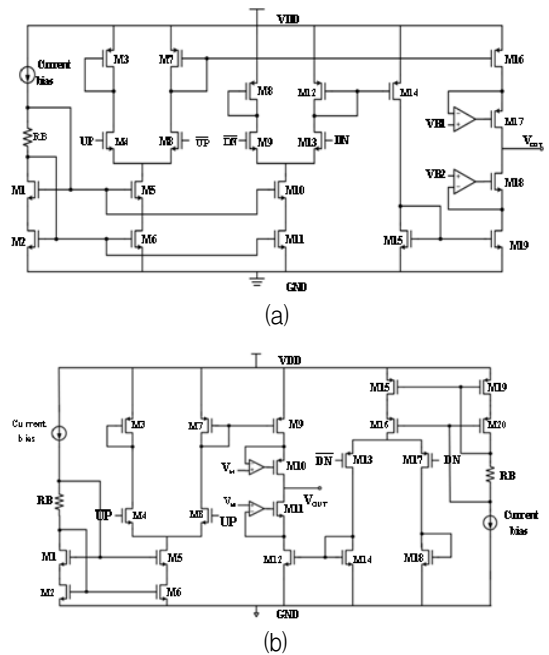 VDD
Current
bias
M3
M7
M16
M8
M12
M14
RB
UP
M4
M8
UP
DN
M9
M13
DN
VB1
M17
VOUT
VB2
M18
M1
M5
M10
M2
M6
M11
M15
M19
GND
(a)
VDD
Current
bias
M3
M7
M9
M15
M19
M16
M20
M10
DN
M13
M17
DN
RB
RB
UP
M4
M8
UP
M11
VOUT
Current
bias
M1
M5
M12
M14
M18
M2
M6
GND
(b)